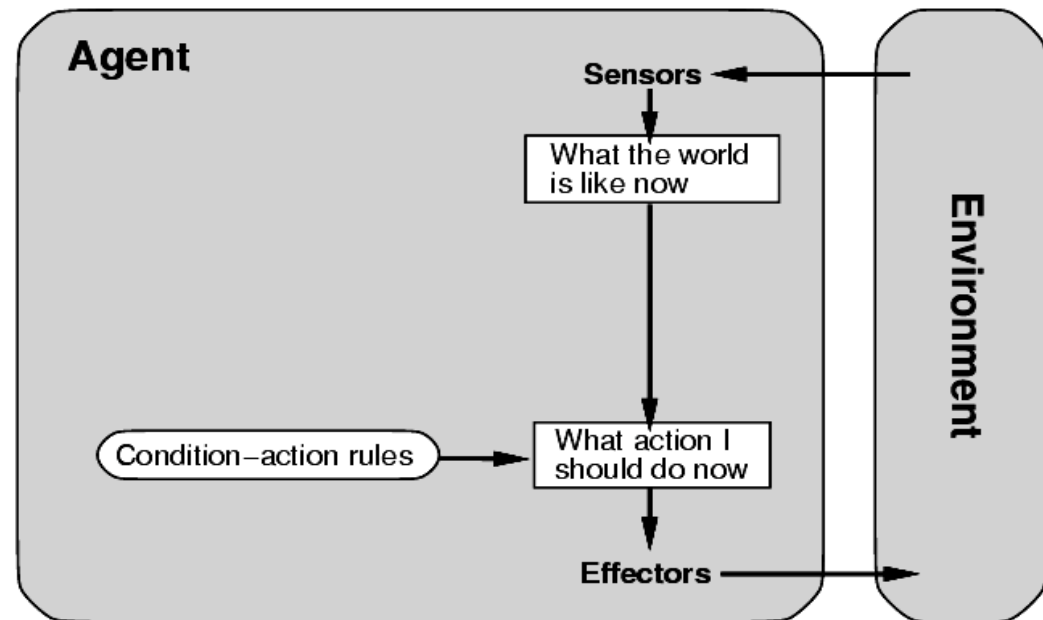 Agent
Sensors
What the world
is like now
Environment
Condition−action rules
What action I
should do now
Effectors